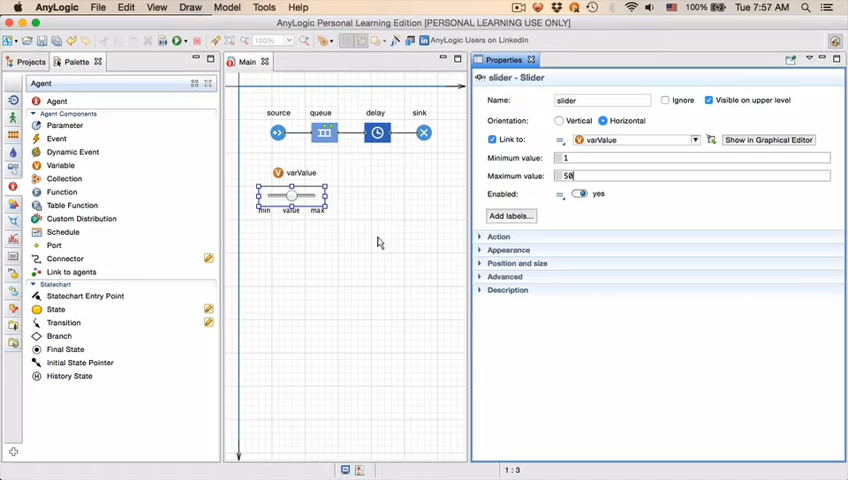 AnyLogic File Edit View Draw Model Tools Help 100% Tue 7:57 AM
AnyLogic Personal Learning Edition [PERSONAL LEARNING USE ONLY]
100% AnyLogic Users on LinkedIn
Projects Palette
Agent
Agent
Agent Components
Parameter
Event
Dynamic Event
Variable
Collection
Function
Table Function
Custom Distribution
Schedule
Port
Connector
Link to agents
Statechart
Statechart Entry Point
State
Transition
Branch
Final State
Initial State Pointer
History State
Main
source queue delay sink
V varValue
min value max
Properties
slider - Slider
Name: slider Ignore Visible on upper level
Orientation: Vertical Horizontal
Link to: V varValue Show in Graphical Editor
Minimum value: 1
Maximum value: 50
Enabled: yes
Add labels...
Action
Appearance
Position and size
Advanced
Description
1 : 3